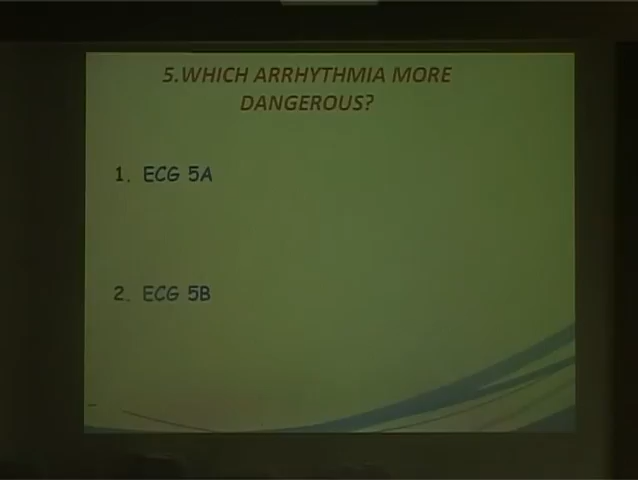 5.WHICH ARRHYTHMIA MORE
DANGEROUS?
1. ECG 5A
2. ECG 5B